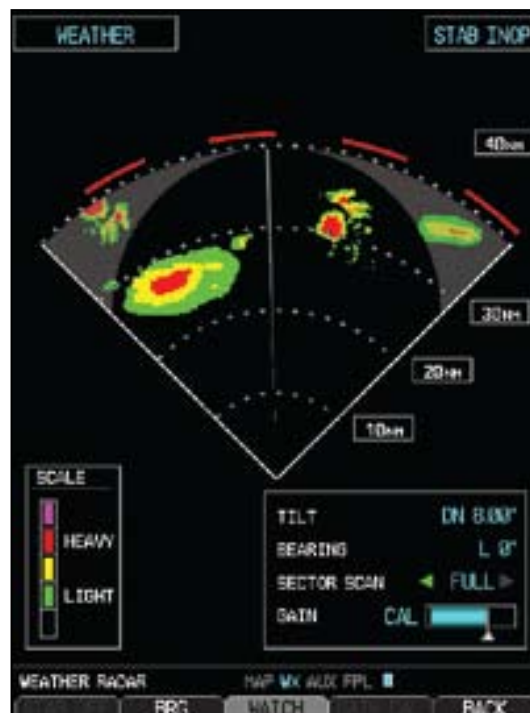 WEATHER
STAB INOP
40NM
30NM
20NM
10NM
SCALE
HEAVY
LIGHT
TILT DN 8.00°
BEARING L 0°
SECTOR SCAN FULL
GAIN CAL
WEATHER RADAR MAP WX AUX FPL
BRG WATCH BACK